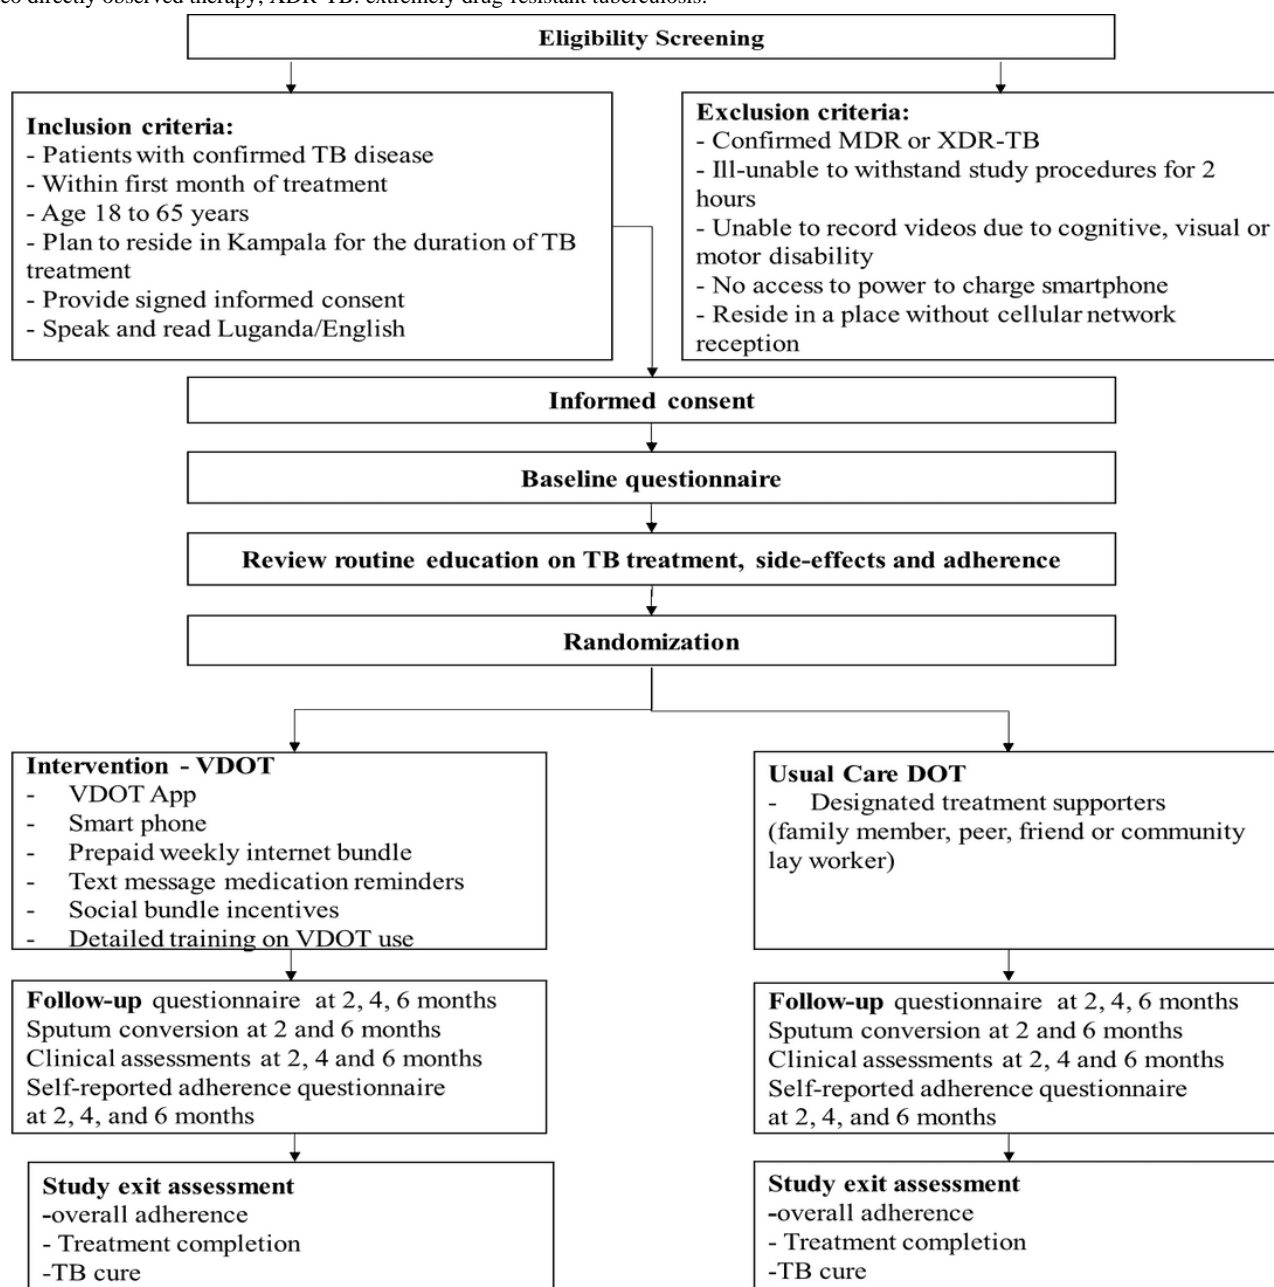 co directly observed therapy; XDR-TB: extremely drug-resistant tuberculosis.
Eligibility Screening
Inclusion criteria:
- Patients with confirmed TB disease
- Within first month of treatment
- Age 18 to 65 years
- Plan to reside in Kampala for the duration of TB
treatment
- Provide signed informed consent
- Speak and read Luganda/English
Exclusion criteria:
- Confirmed MDR or XDR-TB
- Ill-unable to withstand study procedures for 2
hours
- Unable to record videos due to cognitive, visual or
motor disability
- No access to power to charge smartphone
- Reside in a place without cellular network
reception
Informed consent
Baseline questionnaire
Review routine education on TB treatment, side-effects and adherence
Randomization
Intervention - VDOT
- VDOT App
- Smart phone
- Prepaid weekly internet bundle
- Text message medication reminders
- Social bundle incentives
- Detailed training on VDOT use
Usual Care DOT
- Designated treatment supporters
(family member, peer, friend or community
lay worker)
Follow-up questionnaire at 2, 4, 6 months
Sputum conversion at 2 and 6 months
Clinical assessments at 2, 4 and 6 months
Self-reported adherence questionnaire
at 2, 4, and 6 months
Follow-up questionnaire at 2, 4, 6 months
Sputum conversion at 2 and 6 months
Clinical assessments at 2, 4 and 6 months
Self-reported adherence questionnaire
at 2, 4, and 6 months
Study exit assessment
-overall adherence
- Treatment completion
-TB cure
Study exit assessment
-overall adherence
- Treatment completion
-TB cure